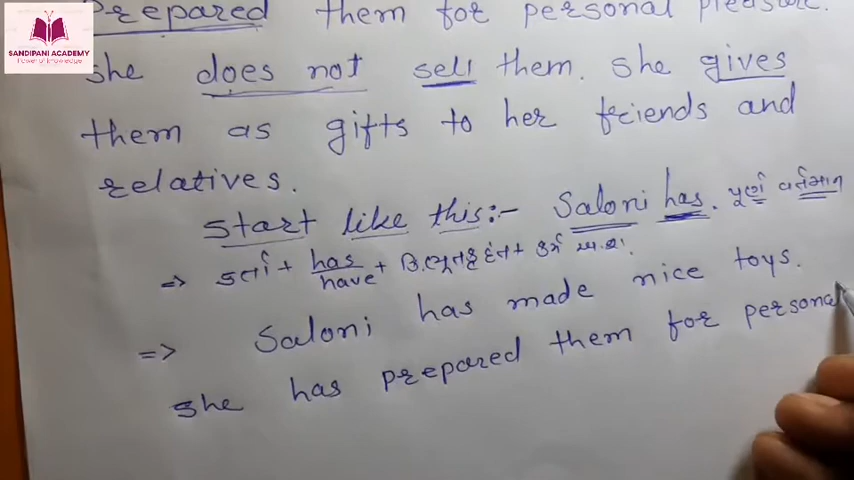 SANDIPANI ACADEMY
Power of knowledge
Prepared them for personal pleasure.
she does not sell them. she gives
them as gifts to her friends and
relatives.
start like this:- Saloni has. પૂર્ણ વર્તમાન
=> કર્તા + has/have + ક્રિ.ભૂતકૃદંત + કર્મ
=> Saloni has made nice toys.
she has prepared them for personal